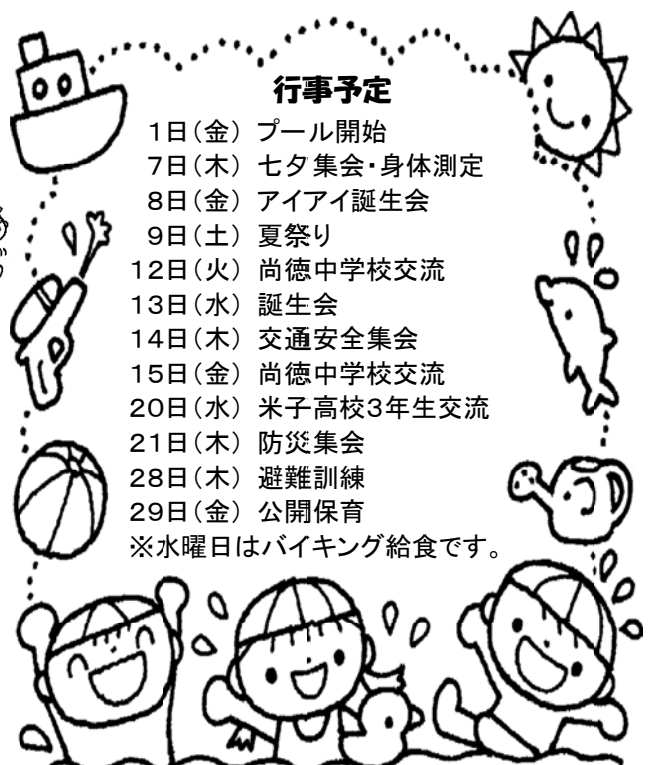 行事予定
1日(金) プール開始
7日(木) 七夕集会・身体測定
8日(金) アイアイ誕生会
9日(土) 夏祭り
12日(火) 尚徳中学校交流
13日(水) 誕生会
14日(木) 交通安全集会
15日(金) 尚徳中学校交流
20日(水) 米子高校3年生交流
21日(木) 防災集会
28日(木) 避難訓練
29日(金) 公開保育
※水曜日はバイキング給食です。